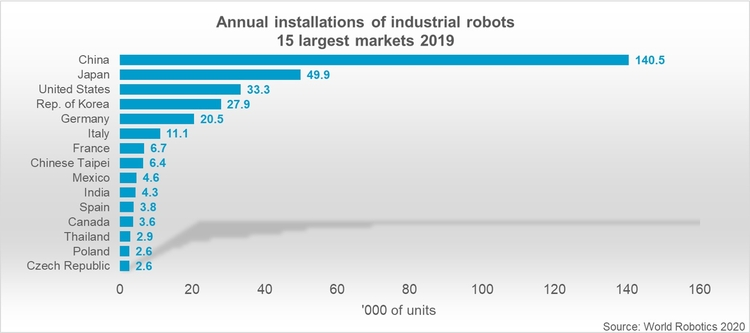 Annual installations of industrial robots
15 largest markets 2019
China 140.5
Japan 49.9
United States 33.3
Rep. of Korea 27.9
Germany 20.5
Italy 11.1
France 6.7
Chinese Taipei 6.4
Mexico 4.6
India 4.3
Spain 3.8
Canada 3.6
Thailand 2.9
Poland 2.6
Czech Republic 2.6
0 20 40 60 80 100 120 140 160
'000 of units
Source: World Robotics 2020